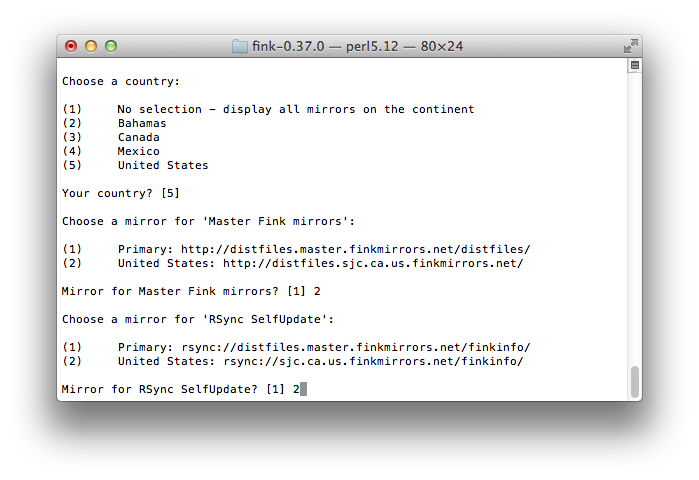 fink-0.37.0 — perl5.12 — 80×24
Choose a country:
(1) No selection - display all mirrors on the continent
(2) Bahamas
(3) Canada
(4) Mexico
(5) United States
Your country? [5]
Choose a mirror for 'Master Fink mirrors':
(1) Primary: http://distfiles.master.finkmirrors.net/distfiles/
(2) United States: http://distfiles.sjc.ca.us.finkmirrors.net/
Mirror for Master Fink mirrors? [1] 2
Choose a mirror for 'RSync SelfUpdate':
(1) Primary: rsync://distfiles.master.finkmirrors.net/finkinfo/
(2) United States: rsync://sjc.ca.us.finkmirrors.net/finkinfo/
Mirror for RSync SelfUpdate? [1] 2